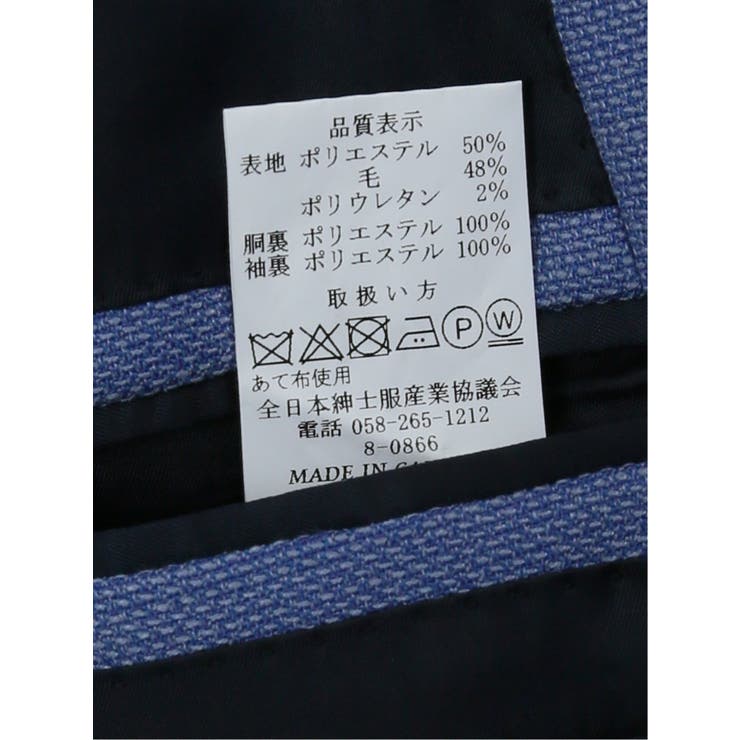 品質表示
表地 ポリエステル 50%
毛 48%
ポリウレタン 2%
胴裏 ポリエステル 100%
袖裏 ポリエステル 100%
取扱い方
P W
あて布使用
全日本紳士服産業協議会
電話 058-265-1212
8-0866
MADE IN